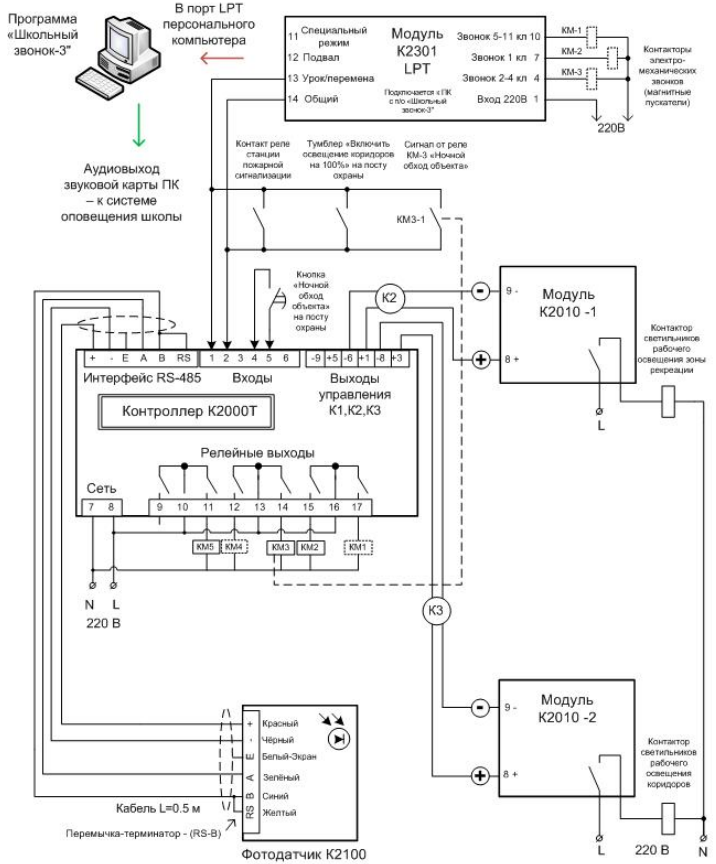 Программа
«Школьный
звонок-3"
В порт LPT
персонального
компьютера
Аудиовыход
звуковой карты ПК
– к системе
оповещения школы
11 Специальный
режим
12 Подвал
13 Урок/перемена
14 Общий
Модуль
К2301
LPT
Подключается к ПК
с п/о «Школьный
звонок-3"
Звонок 5-11 кл 10
Звонок 1 кл 7
Звонок 2-4 кл 4
Вход 220В 1
КМ-1
КМ-2
КМ-3
220В
Контакторы
электро-
механических
звонков
(магнитные
пускатели)
Контакт реле
станции
пожарной
сигнализации
Тумблер «Включить
освещение коридоров
на 100%» на посту
охраны
Сигнал от реле
КМ-3 «Ночной
обход объекта»
КМ3-1
Кнопка
«Ночной
обход
объекта»
на посту
охраны
К2
9 -
8 +
Модуль
К2010 -1
L
Контактор
светильников
рабочего
освещения зоны
рекреации
+ - E A B RS
1 2 3 4 5 6
-9 +5 -6 +1 -8 +3
Интерфейс RS-485
Входы
Выходы
управления
К1,К2,К3
Контроллер К2000Т
Релейные выходы
Сеть
7 8
9 10 11 12 13 14 15 16 17
КМ5 КМ4 КМ3 КМ2 КМ1
N L
220 В
К3
9 -
8 +
Модуль
К2010 -2
Контактор
светильников
рабочего
освещения
коридоров
L
220 В
N
+ Красный
- Чёрный
E Белый-Экран
A Зелёный
B Синий
RS Желтый
Кабель L=0.5 м
Перемычка-терминатор - (RS-B)
Фотодатчик К2100